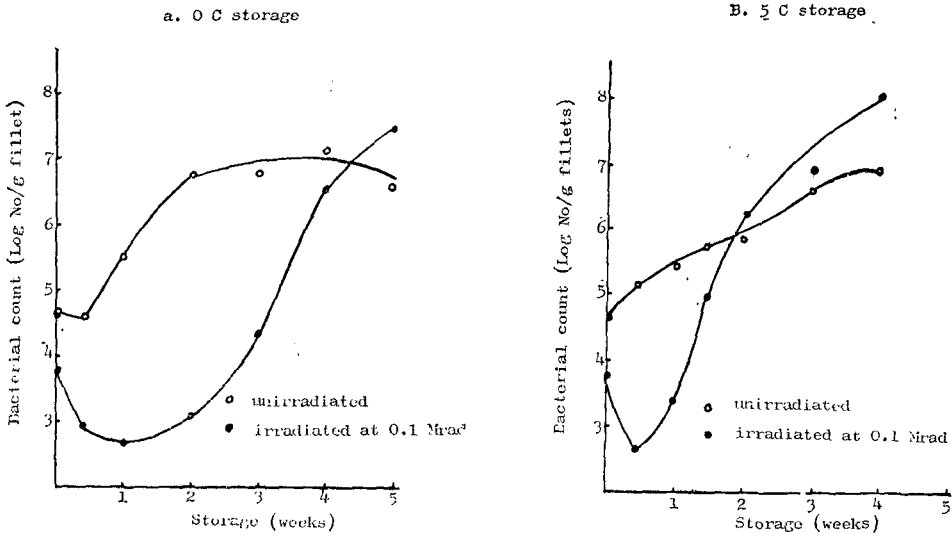 a. 0 C storage
Bacterial count (Log No/g fillet)
8
7
6
5
4
3
unirradiated
irradiated at 0.1 Mrad
1 2 3 4 5
Storage (weeks)
B. 5 C storage
Bacterial count (Log No/g fillets)
8
7
6
5
4
3
unirradiated
irradiated at 0.1 Mrad
1 2 3 4 5
Storage (weeks)